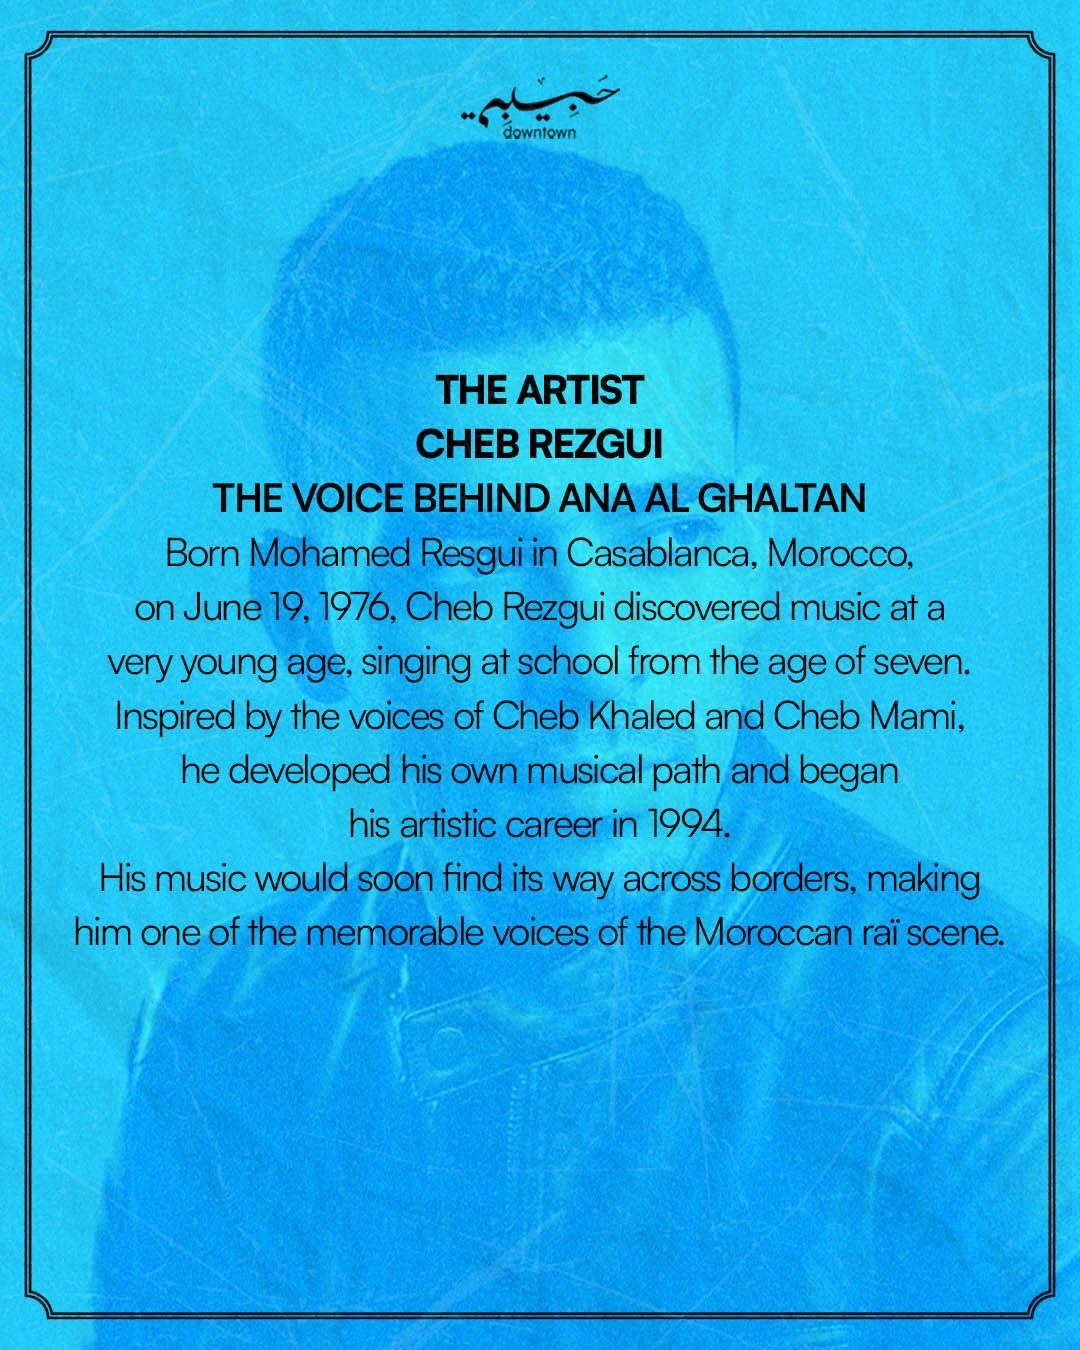 حَبِيبِي
downtown
THE ARTIST
CHEB REZGUI
THE VOICE BEHIND ANA AL GHALTAN
Born Mohamed Resgui in Casablanca, Morocco,
on June 19, 1976, Cheb Rezgui discovered music at a
very young age, singing at school from the age of seven.
Inspired by the voices of Cheb Khaled and Cheb Mami,
he developed his own musical path and began
his artistic career in 1994.
His music would soon find its way across borders, making
him one of the memorable voices of the Moroccan raï scene.